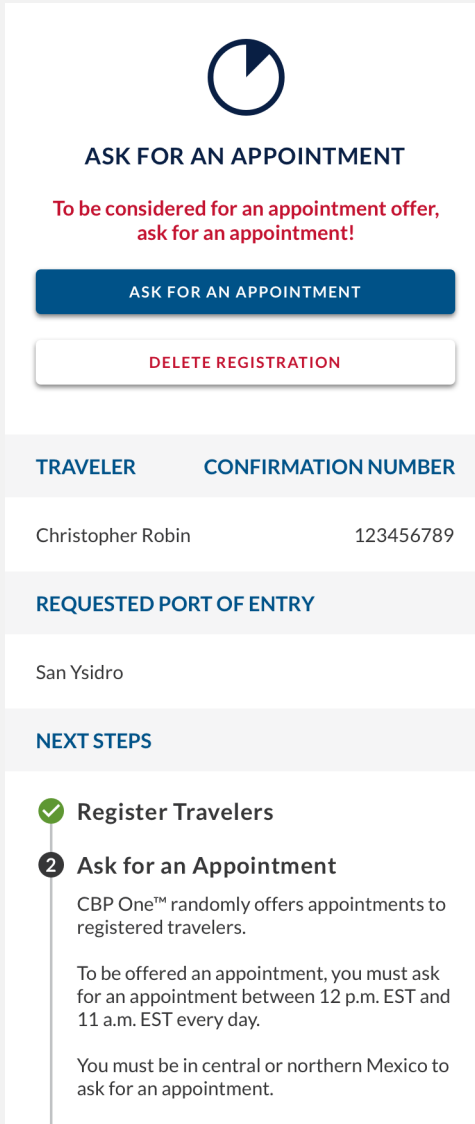 ASK FOR AN APPOINTMENT
To be considered for an appointment offer,
ask for an appointment!
ASK FOR AN APPOINTMENT
DELETE REGISTRATION
TRAVELER CONFIRMATION NUMBER
Christopher Robin 123456789
REQUESTED PORT OF ENTRY
San Ysidro
NEXT STEPS
Register Travelers
2 Ask for an Appointment
CBP One™ randomly offers appointments to
registered travelers.
To be offered an appointment, you must ask
for an appointment between 12 p.m. EST and
11 a.m. EST every day.
You must be in central or northern Mexico to
ask for an appointment.